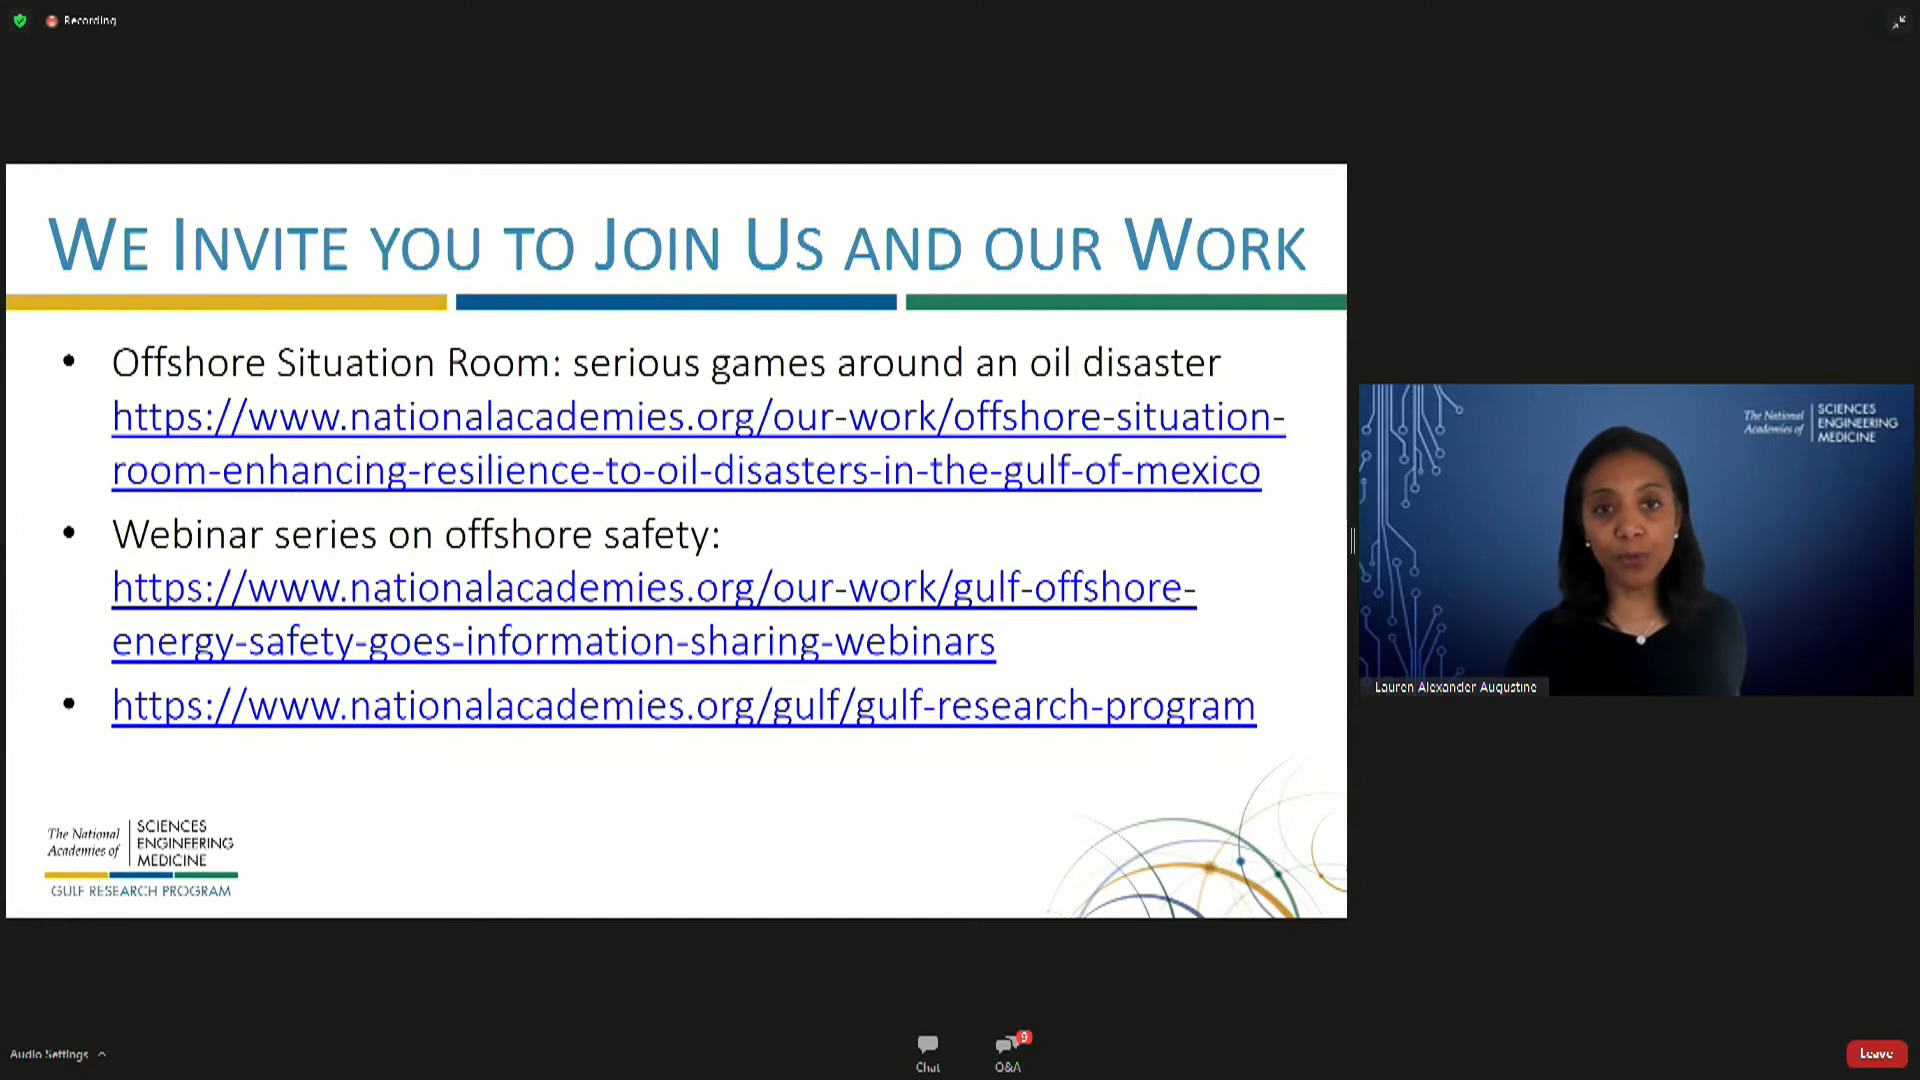 Recording
WE INVITE YOU TO JOIN US AND OUR WORK
• Offshore Situation Room: serious games around an oil disaster
https://www.nationalacademies.org/our-work/offshore-situation-
room-enhancing-resilience-to-oil-disasters-in-the-gulf-of-mexico
• Webinar series on offshore safety:
https://www.nationalacademies.org/our-work/gulf-offshore-
energy-safety-goes-information-sharing-webinars
• https://www.nationalacademies.org/gulf/gulf-research-program
The National
Academies of
SCIENCES
ENGINEERING
MEDICINE
GULF RESEARCH PROGRAM
The National
Academies of
SCIENCES
ENGINEERING
MEDICINE
Lauren Alexander Augustine
Audio Settings
Chat
9
Q&A
Leave